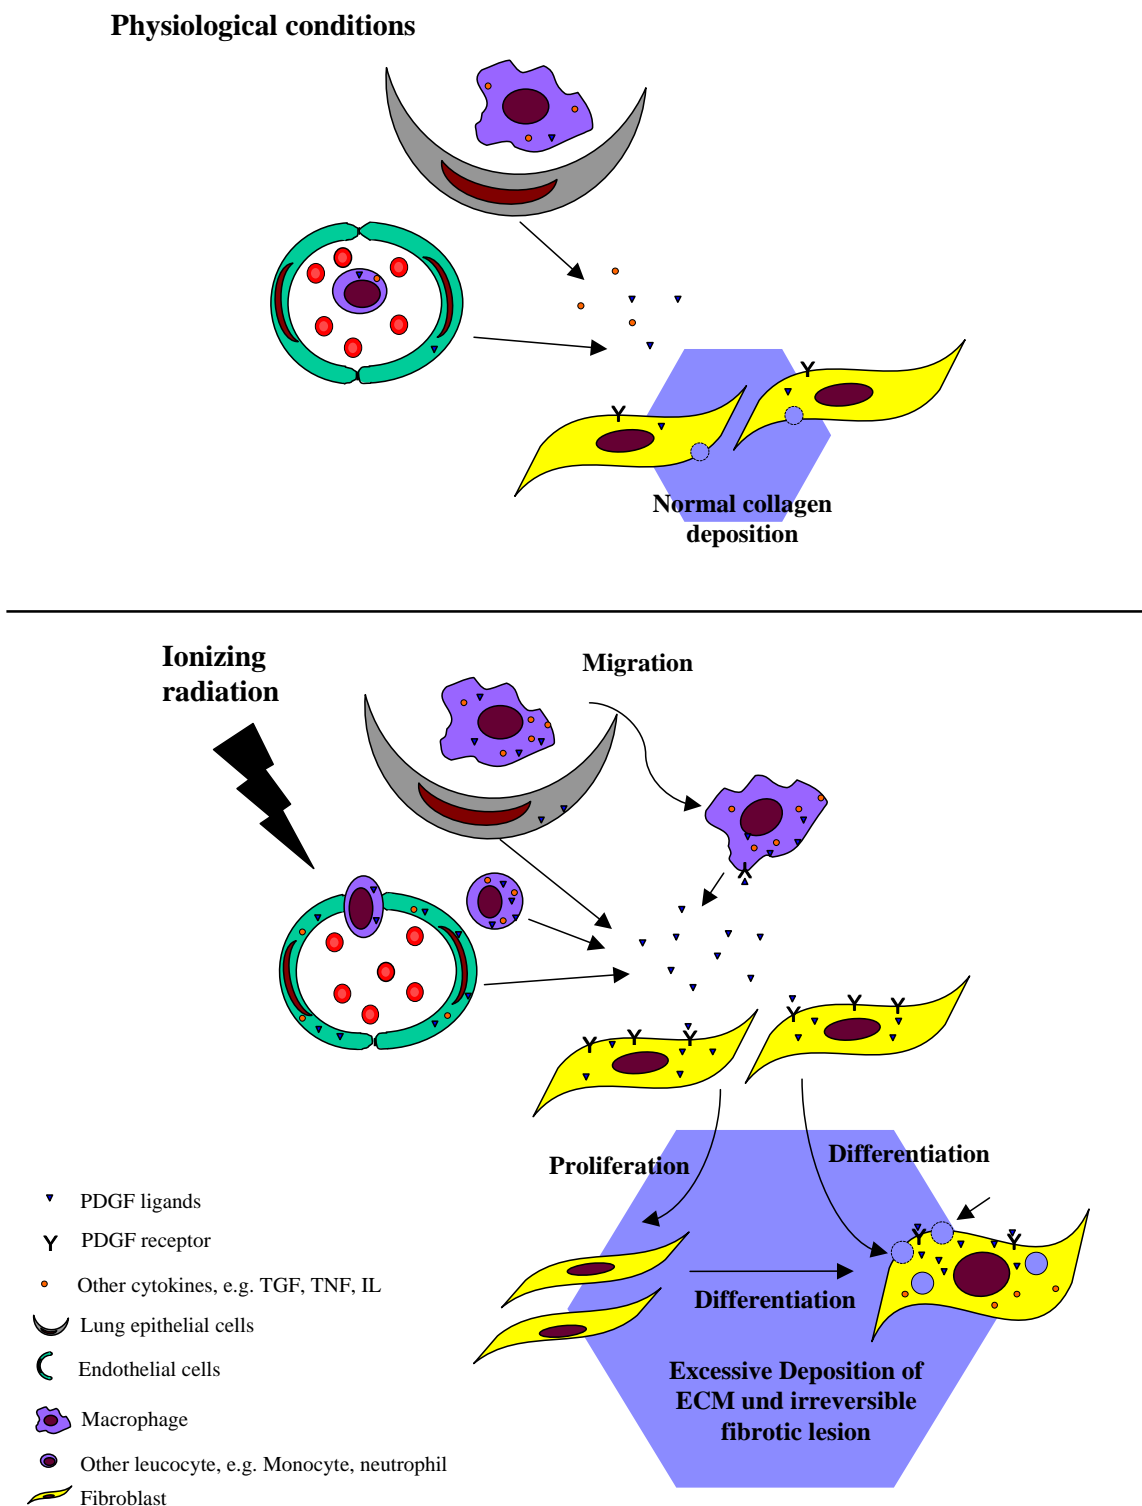 Physiological conditions
Normal collagen
deposition
Ionizing
radiation
Migration
Proliferation
Differentiation
Differentiation
Excessive Deposition of
ECM und irreversible
fibrotic lesion
PDGF ligands
PDGF receptor
Other cytokines, e.g. TGF, TNF, IL
Lung epithelial cells
Endothelial cells
Macrophage
Other leucocyte, e.g. Monocyte, neutrophil
Fibroblast